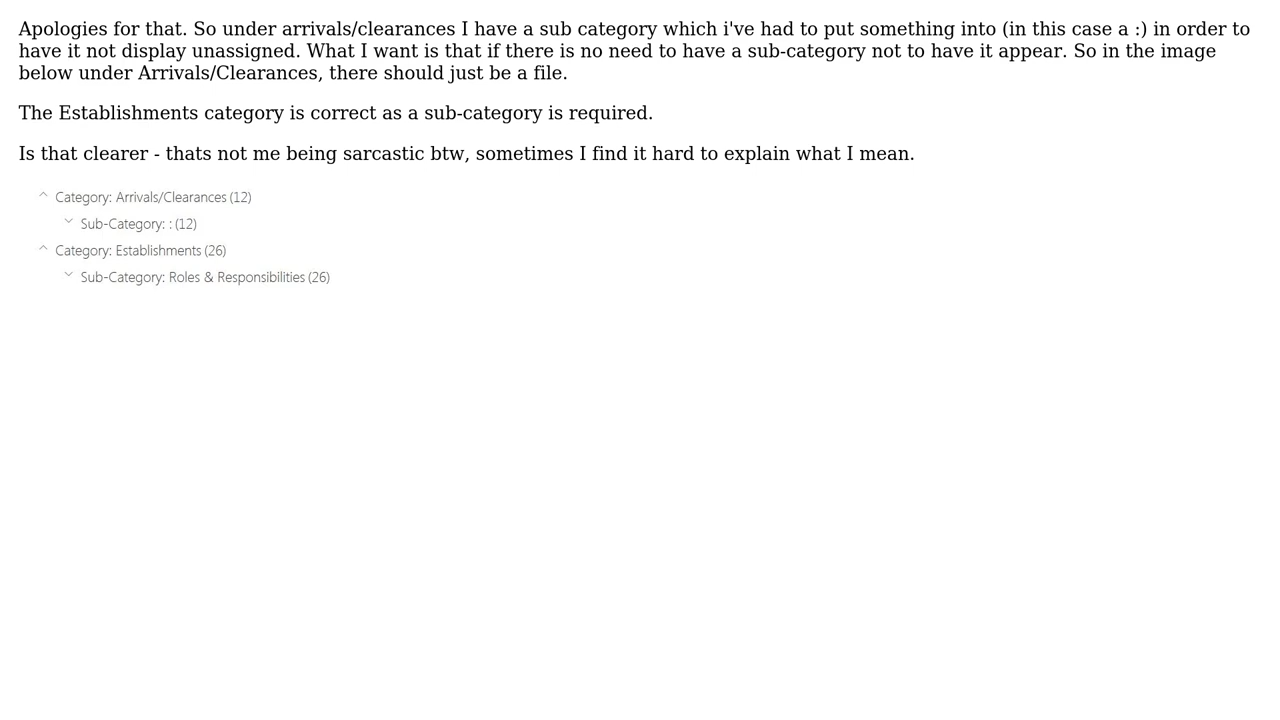 Apologies for that. So under arrivals/clearances I have a sub category which i've had to put something into (in this case a :) in order to
have it not display unassigned. What I want is that if there is no need to have a sub-category not to have it appear. So in the image
below under Arrivals/Clearances, there should just be a file.
The Establishments category is correct as a sub-category is required.
Is that clearer - thats not me being sarcastic btw, sometimes I find it hard to explain what I mean.
Category: Arrivals/Clearances (12)
Sub-Category: : (12)
Category: Establishments (26)
Sub-Category: Roles & Responsibilities (26)